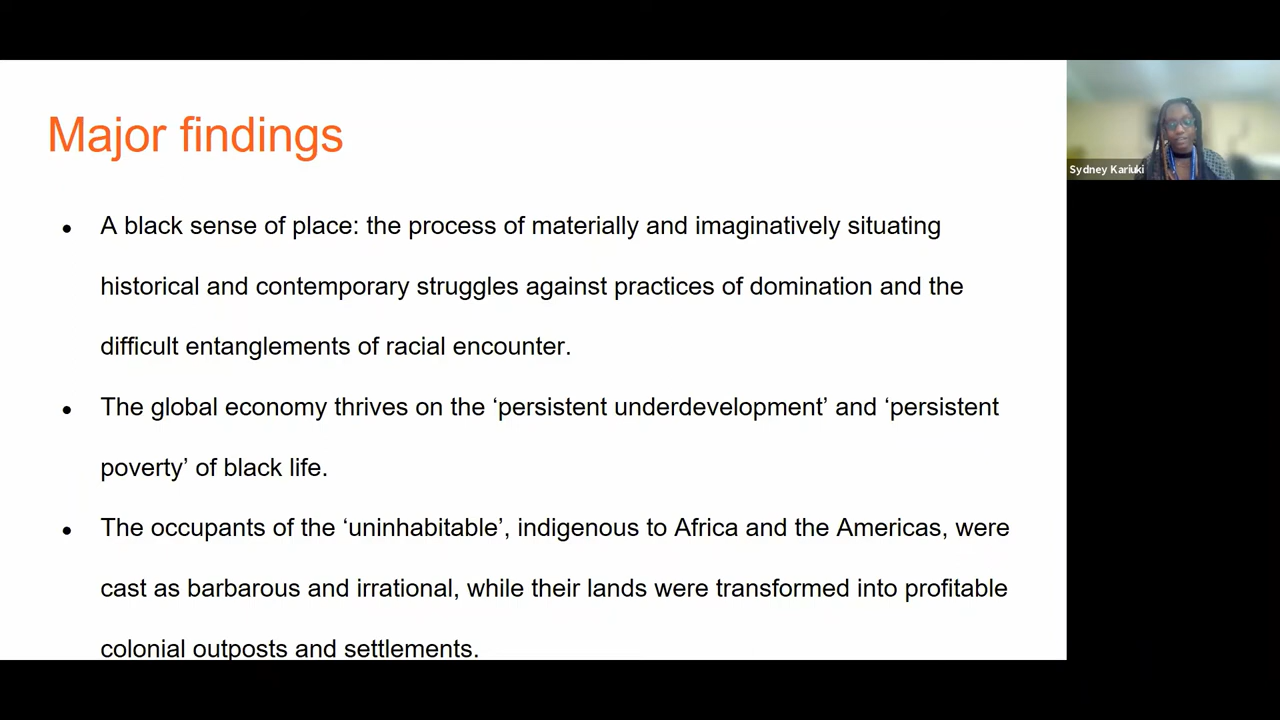 Major findings
Sydney Kariuki
● A black sense of place: the process of materially and imaginatively situating
historical and contemporary struggles against practices of domination and the
difficult entanglements of racial encounter.
● The global economy thrives on the ‘persistent underdevelopment’ and ‘persistent
poverty’ of black life.
● The occupants of the ‘uninhabitable’, indigenous to Africa and the Americas, were
cast as barbarous and irrational, while their lands were transformed into profitable
colonial outposts and settlements.